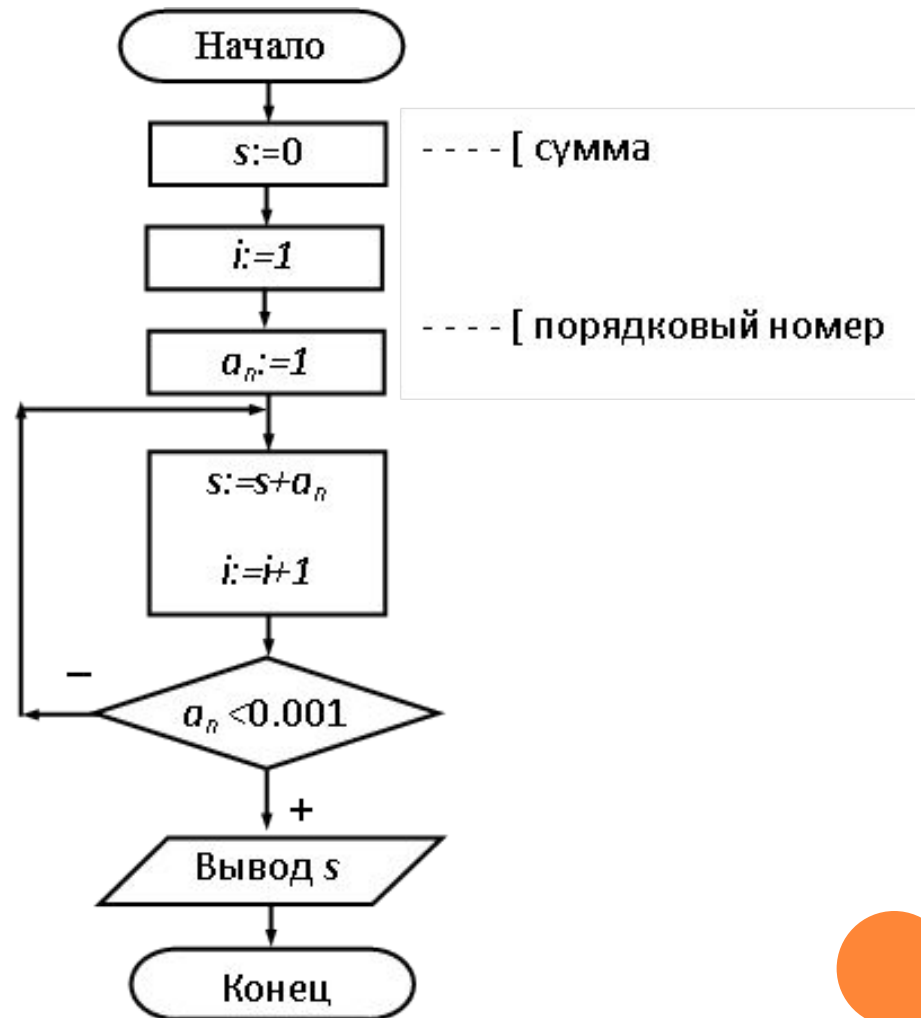 Начало
s:=0
- - - - [ сумма
i:=1
- - - - [ порядковый номер
aₙ:=1
s:=s+aₙ
i:=i+1
–
aₙ <0.001
+
Вывод s
Конец